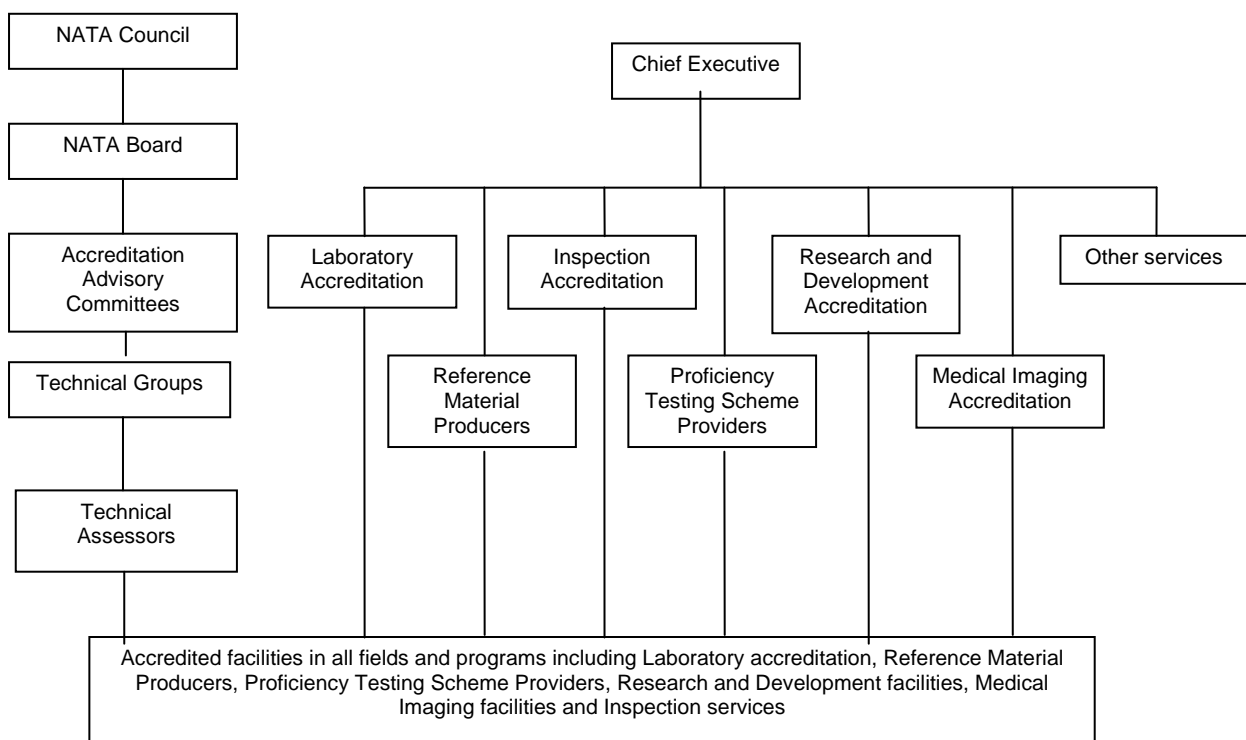 NATA Council
Chief Executive
NATA Board
Accreditation
Advisory
Committees
Laboratory
Accreditation
Inspection
Accreditation
Research and
Development
Accreditation
Other services
Technical Groups
Reference
Material
Producers
Proficiency
Testing Scheme
Providers
Medical Imaging
Accreditation
Technical
Assessors
Accredited facilities in all fields and programs including Laboratory accreditation, Reference Material
Producers, Proficiency Testing Scheme Providers, Research and Development facilities, Medical
Imaging facilities and Inspection services